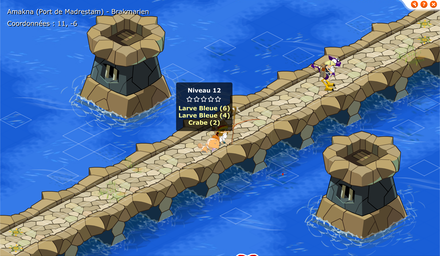 Amakna (Port de Madrestam) - Brakmarien
Coordonnées : 11, -6
Niveau 12
Larve Bleue (6)
Larve Bleue (4)
Crabe (2)